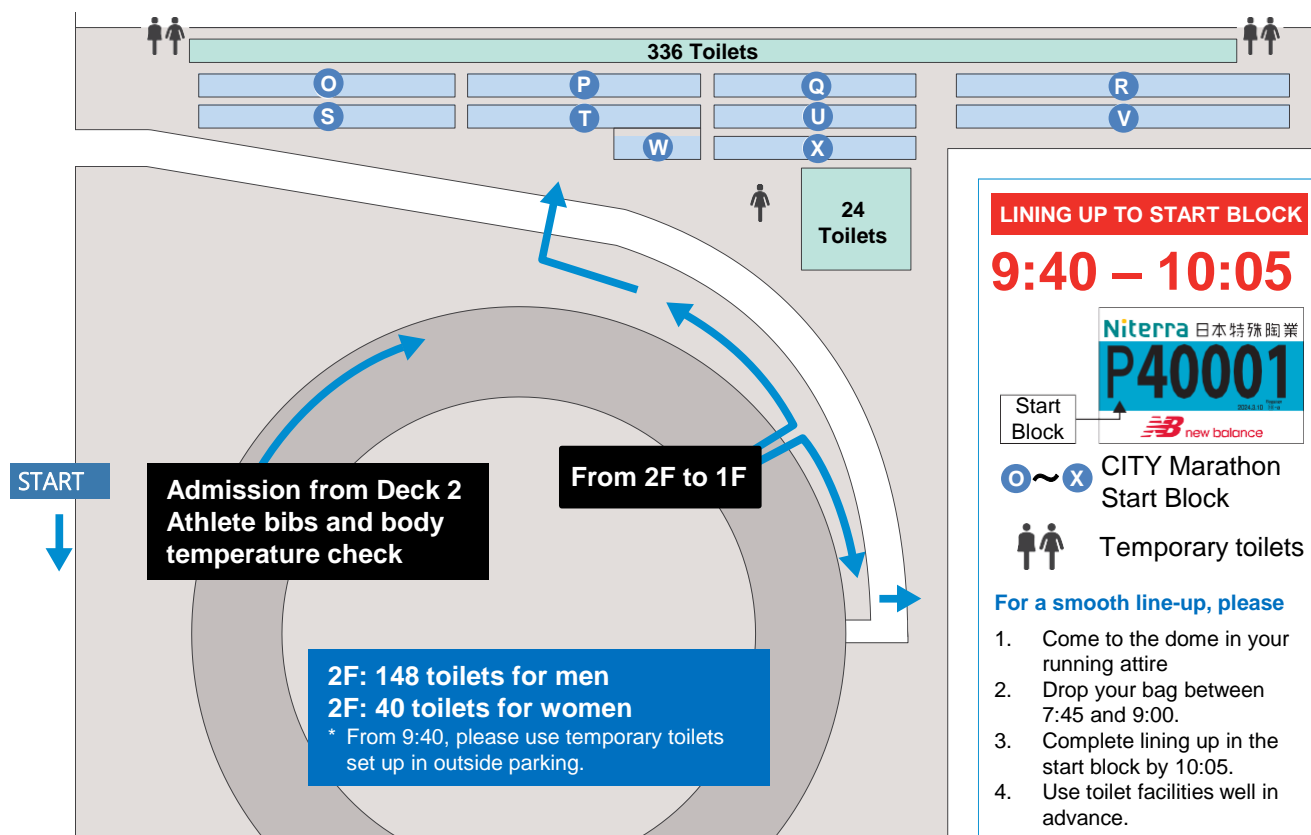 336 Toilets
O
P
Q
R
S
T
U
V
W
X
24
Toilets
LINING UP TO START BLOCK
9:40 – 10:05
Niterra 日本特殊陶業
P40001
Start
Block
new balance
O～X CITY Marathon
Start Block
Temporary toilets
START
Admission from Deck 2
Athlete bibs and body
temperature check
From 2F to 1F
2F: 148 toilets for men
2F: 40 toilets for women
* From 9:40, please use temporary toilets
set up in outside parking.
For a smooth line-up, please
1. Come to the dome in your
running attire
2. Drop your bag between
7:45 and 9:00.
3. Complete lining up in the
start block by 10:05.
4. Use toilet facilities well in
advance.